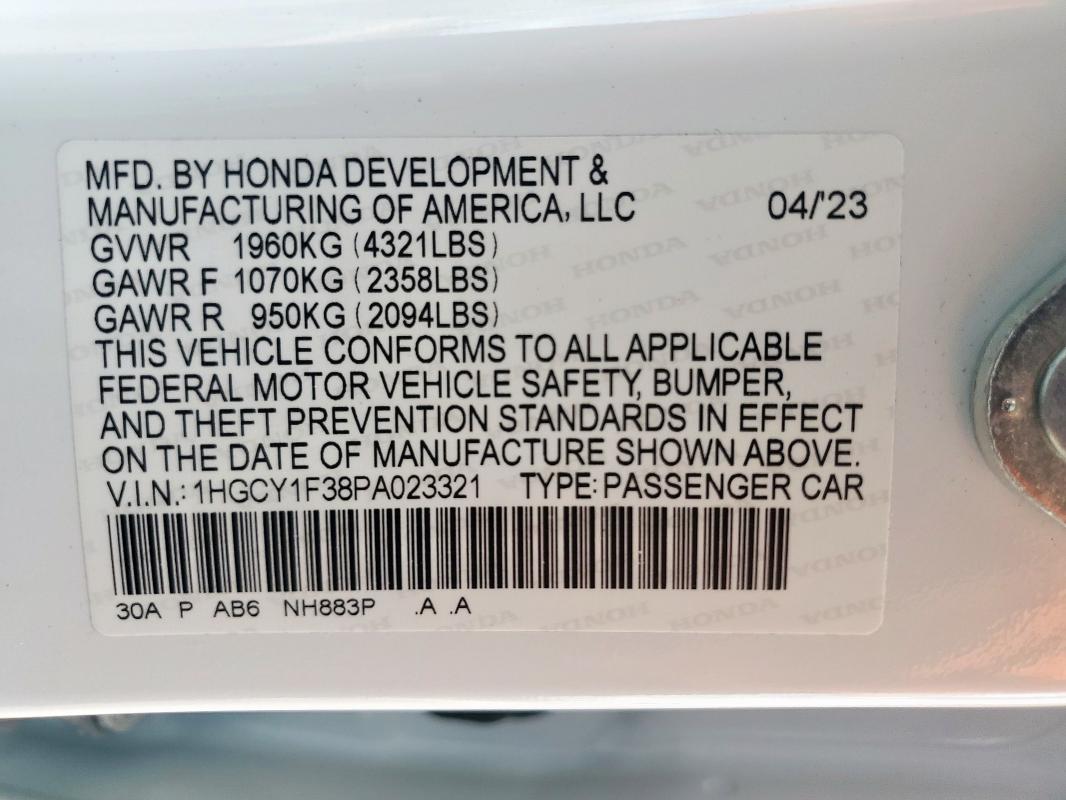 MFD. BY HONDA DEVELOPMENT &
MANUFACTURING OF AMERICA, LLC 04/'23
GVWR 1960KG (4321LBS)
GAWR F 1070KG (2358LBS)
GAWR R 950KG (2094LBS)
THIS VEHICLE CONFORMS TO ALL APPLICABLE
FEDERAL MOTOR VEHICLE SAFETY, BUMPER,
AND THEFT PREVENTION STANDARDS IN EFFECT
ON THE DATE OF MANUFACTURE SHOWN ABOVE.
V.I.N.: 1HGCY1F38PA023321 TYPE: PASSENGER CAR
30A P AB6 NH883P .A .A